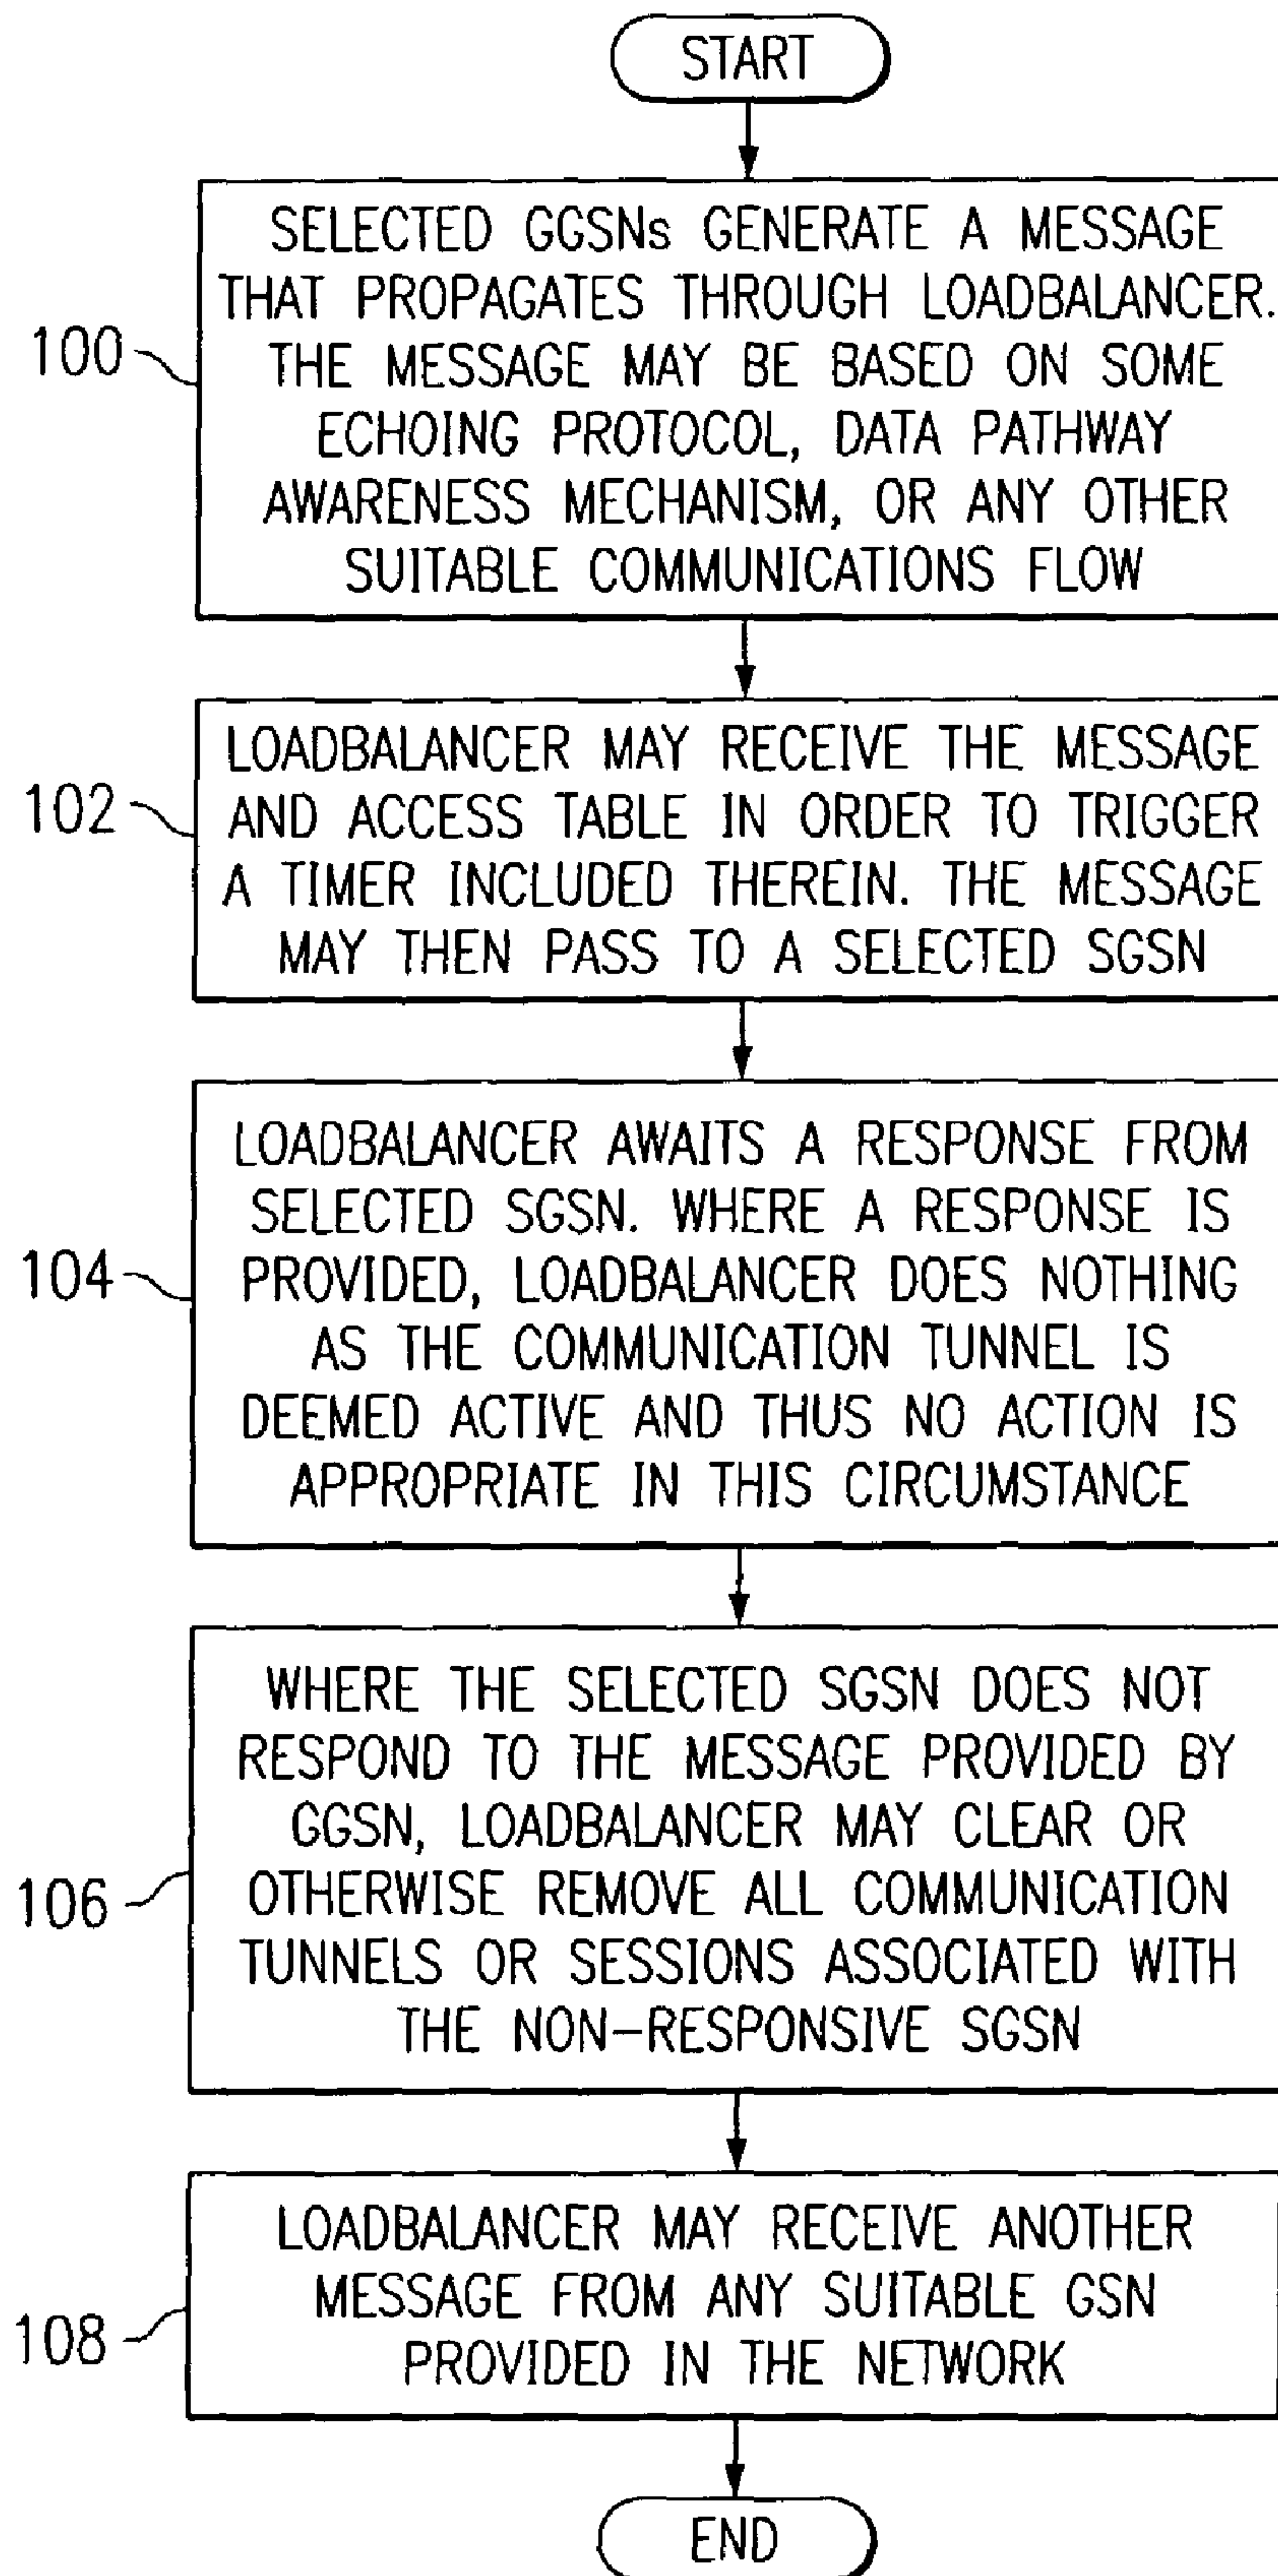 START
SELECTED GGSNs GENERATE A MESSAGE
THAT PROPAGATES THROUGH LOADBALANCER.
100
THE MESSAGE MAY BE BASED ON SOME
ECHOING PROTOCOL, DATA PATHWAY
AWARENESS MECHANISM, OR ANY OTHER
SUITABLE COMMUNICATIONS FLOW
LOADBALANCER MAY RECEIVE THE MESSAGE
102
AND ACCESS TABLE IN ORDER TO TRIGGER
A TIMER INCLUDED THEREIN. THE MESSAGE
MAY THEN PASS TO A SELECTED SGSN
LOADBALANCER AWAITS A RESPONSE FROM
SELECTED SGSN. WHERE A RESPONSE IS
104
PROVIDED, LOADBALANCER DOES NOTHING
AS THE COMMUNICATION TUNNEL IS
DEEMED ACTIVE AND THUS NO ACTION IS
APPROPRIATE IN THIS CIRCUMSTANCE
WHERE THE SELECTED SGSN DOES NOT
RESPOND TO THE MESSAGE PROVIDED BY
GGSN, LOADBALANCER MAY CLEAR OR
106
OTHERWISE REMOVE ALL COMMUNICATION
TUNNELS OR SESSIONS ASSOCIATED WITH
THE NON-RESPONSIVE SGSN
LOADBALANCER MAY RECEIVE ANOTHER
MESSAGE FROM ANY SUITABLE GSN
108
PROVIDED IN THE NETWORK
END